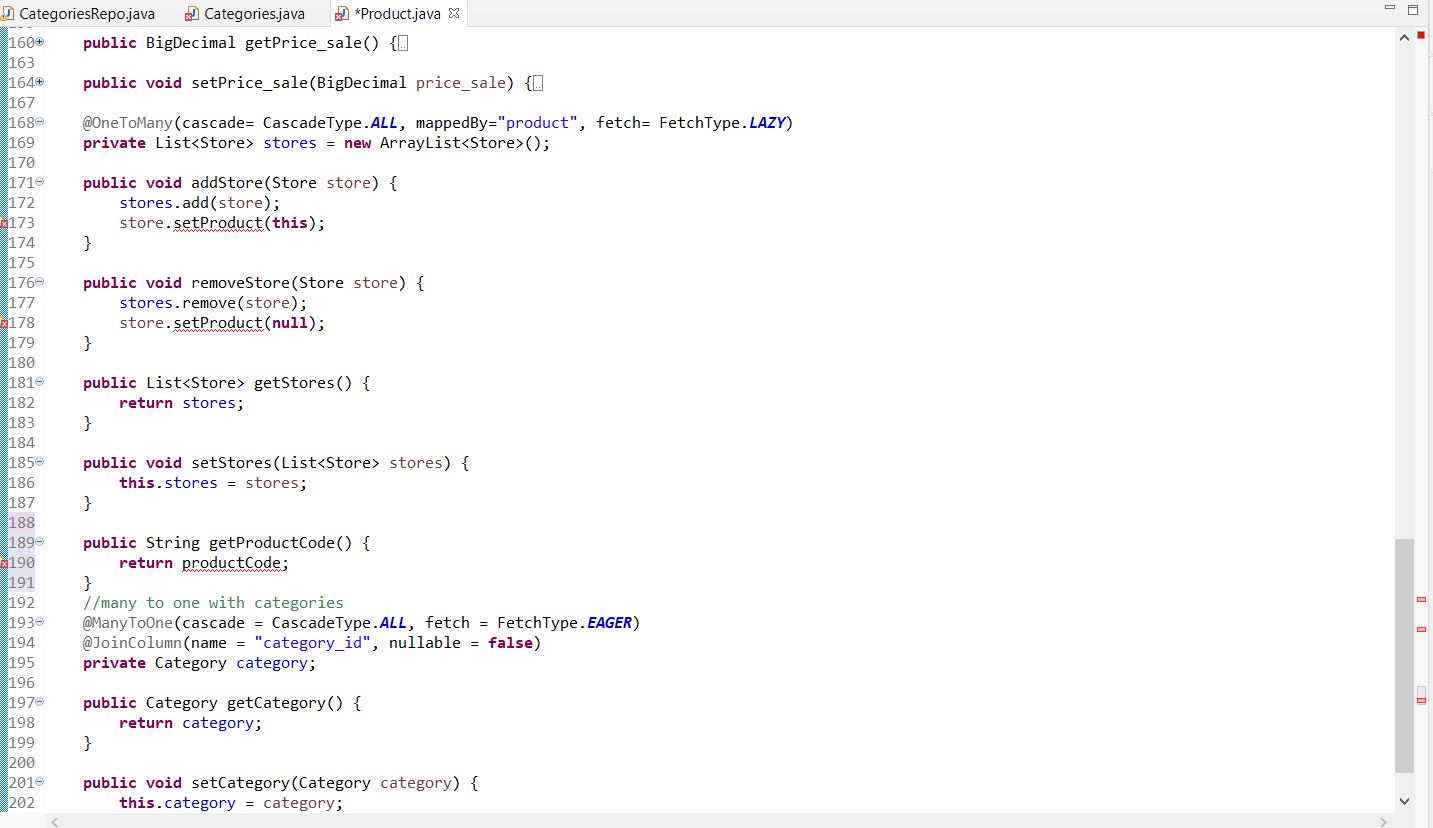 CategoriesRepo.java Categories.java *Product.java
160 public BigDecimal getPrice_sale() {
163
164 public void setPrice_sale(BigDecimal price_sale) {
167
168 @OneToMany(cascade= CascadeType.ALL, mappedBy="product", fetch= FetchType.LAZY)
169 private List<Store> stores = new ArrayList<Store>();
170
171 public void addStore(Store store) {
172 stores.add(store);
173 store.setProduct(this);
174 }
175
176 public void removeStore(Store store) {
177 stores.remove(store);
178 store.setProduct(null);
179 }
180
181 public List<Store> getStores() {
182 return stores;
183 }
184
185 public void setStores(List<Store> stores) {
186 this.stores = stores;
187 }
188
189 public String getProductCode() {
190 return productCode;
191 }
192 //many to one with categories
193 @ManyToOne(cascade = CascadeType.ALL, fetch = FetchType.EAGER)
194 @JoinColumn(name = "category_id", nullable = false)
195 private Category category;
196
197 public Category getCategory() {
198 return category;
199 }
200
201 public void setCategory(Category category) {
202 this.category = category;